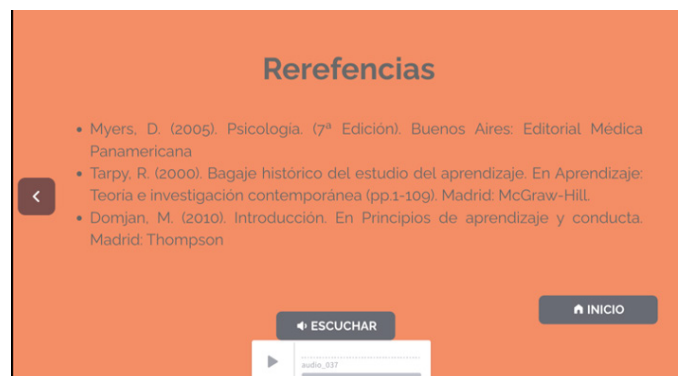 Rerefencias
• Myers, D. (2005). Psicología. (7ª Edición). Buenos Aires: Editorial Médica
Panamericana
• Tarpy, R. (2000). Bagaje histórico del estudio del aprendizaje. En Aprendizaje:
Teoría e investigación contemporánea (pp.1-109). Madrid: McGraw-Hill.
• Domjan, M. (2010). Introducción. En Principios de aprendizaje y conducta.
Madrid: Thompson
INICIO
ESCUCHAR
audio_037